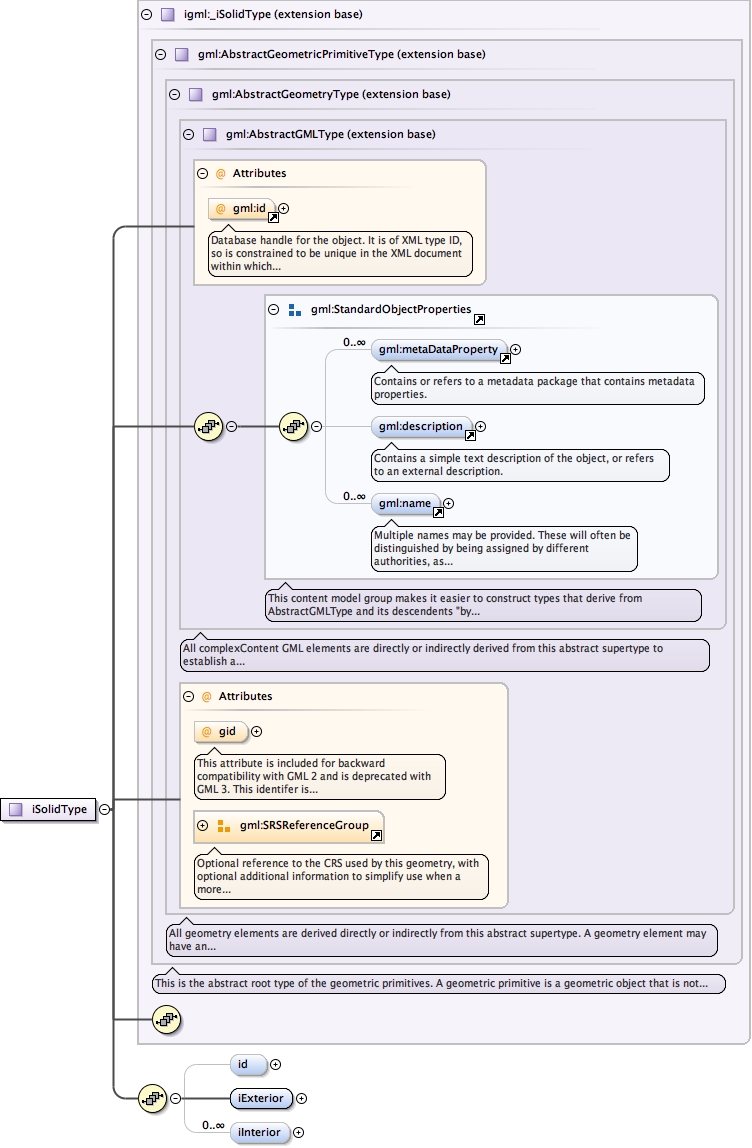 igml:_iSolidType (extension base)
gml:AbstractGeometricPrimitiveType (extension base)
gml:AbstractGeometryType (extension base)
gml:AbstractGMLType (extension base)
@ Attributes
@ gml:id
Database handle for the object. It is of XML type ID,
so is constrained to be unique in the XML document
within which...
gml:StandardObjectProperties
0..∞
gml:metaDataProperty
Contains or refers to a metadata package that contains metadata
properties.
gml:description
Contains a simple text description of the object, or refers
to an external description.
0..∞
gml:name
Multiple names may be provided. These will often be
distinguished by being assigned by different
authorities, as...
This content model group makes it easier to construct types that derive from
AbstractGMLType and its descendents "by...
All complexContent GML elements are directly or indirectly derived from this abstract supertype to
establish a...
@ Attributes
@ gid
This attribute is included for backward
compatibility with GML 2 and is deprecated with
GML 3. This identifer is...
iSolidType
gml:SRSReferenceGroup
Optional reference to the CRS used by this geometry, with
optional additional information to simplify use when a
more...
All geometry elements are derived directly or indirectly from this abstract supertype. A geometry element may
have an...
This is the abstract root type of the geometric primitives. A geometric primitive is a geometric object that is not...
id
iExterior
0..∞
iInterior